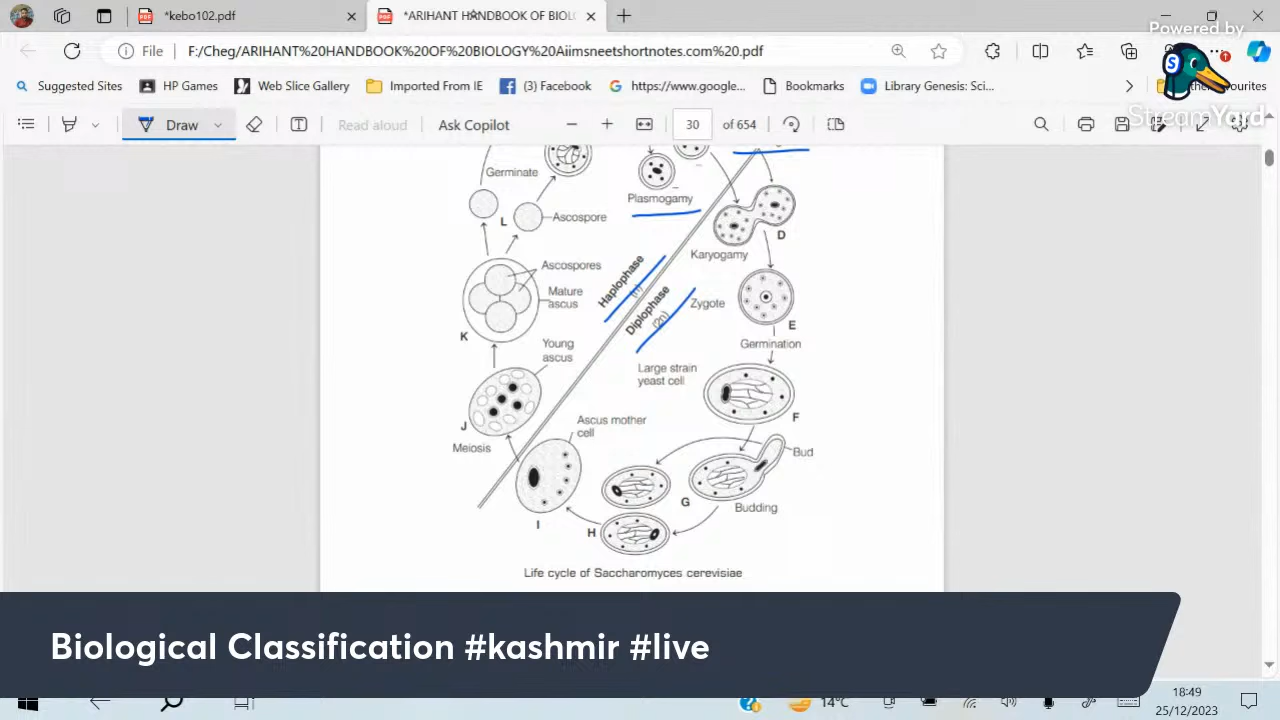 *kebo102.pdf
*ARIHANT HANDBOOK OF BIOL
Powered by
StreamYard
File
F:/Cheg/ARIHANT%20HANDBOOK%20OF%20BIOLOGY%20Aiimsneetshortnotes.com%20.pdf
Suggested Sites
HP Games
Web Slice Gallery
Imported From IE
(3) Facebook
https://www.google...
Bookmarks
Library Genesis: Sci...
Draw
Read aloud
Ask Copilot
30
of 654
Germinate
Plasmogamy
L
Ascospore
D
Karyogamy
Ascospores
Mature
ascus
K
Haplophase
(n)
Diplophase
(2n)
Zygote
E
Germination
Young
ascus
Large strain
yeast cell
F
J
Meiosis
Ascus mother
cell
Bud
G
Budding
I
H
Life cycle of Saccharomyces cerevisiae
Biological Classification #kashmir #live
14°C
18:49
25/12/2023